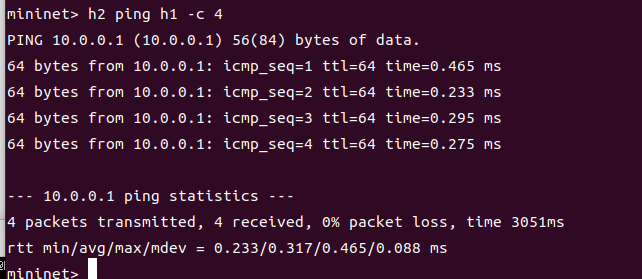 mininet> h2 ping h1 -c 4
PING 10.0.0.1 (10.0.0.1) 56(84) bytes of data.
64 bytes from 10.0.0.1: icmp_seq=1 ttl=64 time=0.465 ms
64 bytes from 10.0.0.1: icmp_seq=2 ttl=64 time=0.233 ms
64 bytes from 10.0.0.1: icmp_seq=3 ttl=64 time=0.295 ms
64 bytes from 10.0.0.1: icmp_seq=4 ttl=64 time=0.275 ms
--- 10.0.0.1 ping statistics ---
4 packets transmitted, 4 received, 0% packet loss, time 3051ms
rtt min/avg/max/mdev = 0.233/0.317/0.465/0.088 ms
mininet>